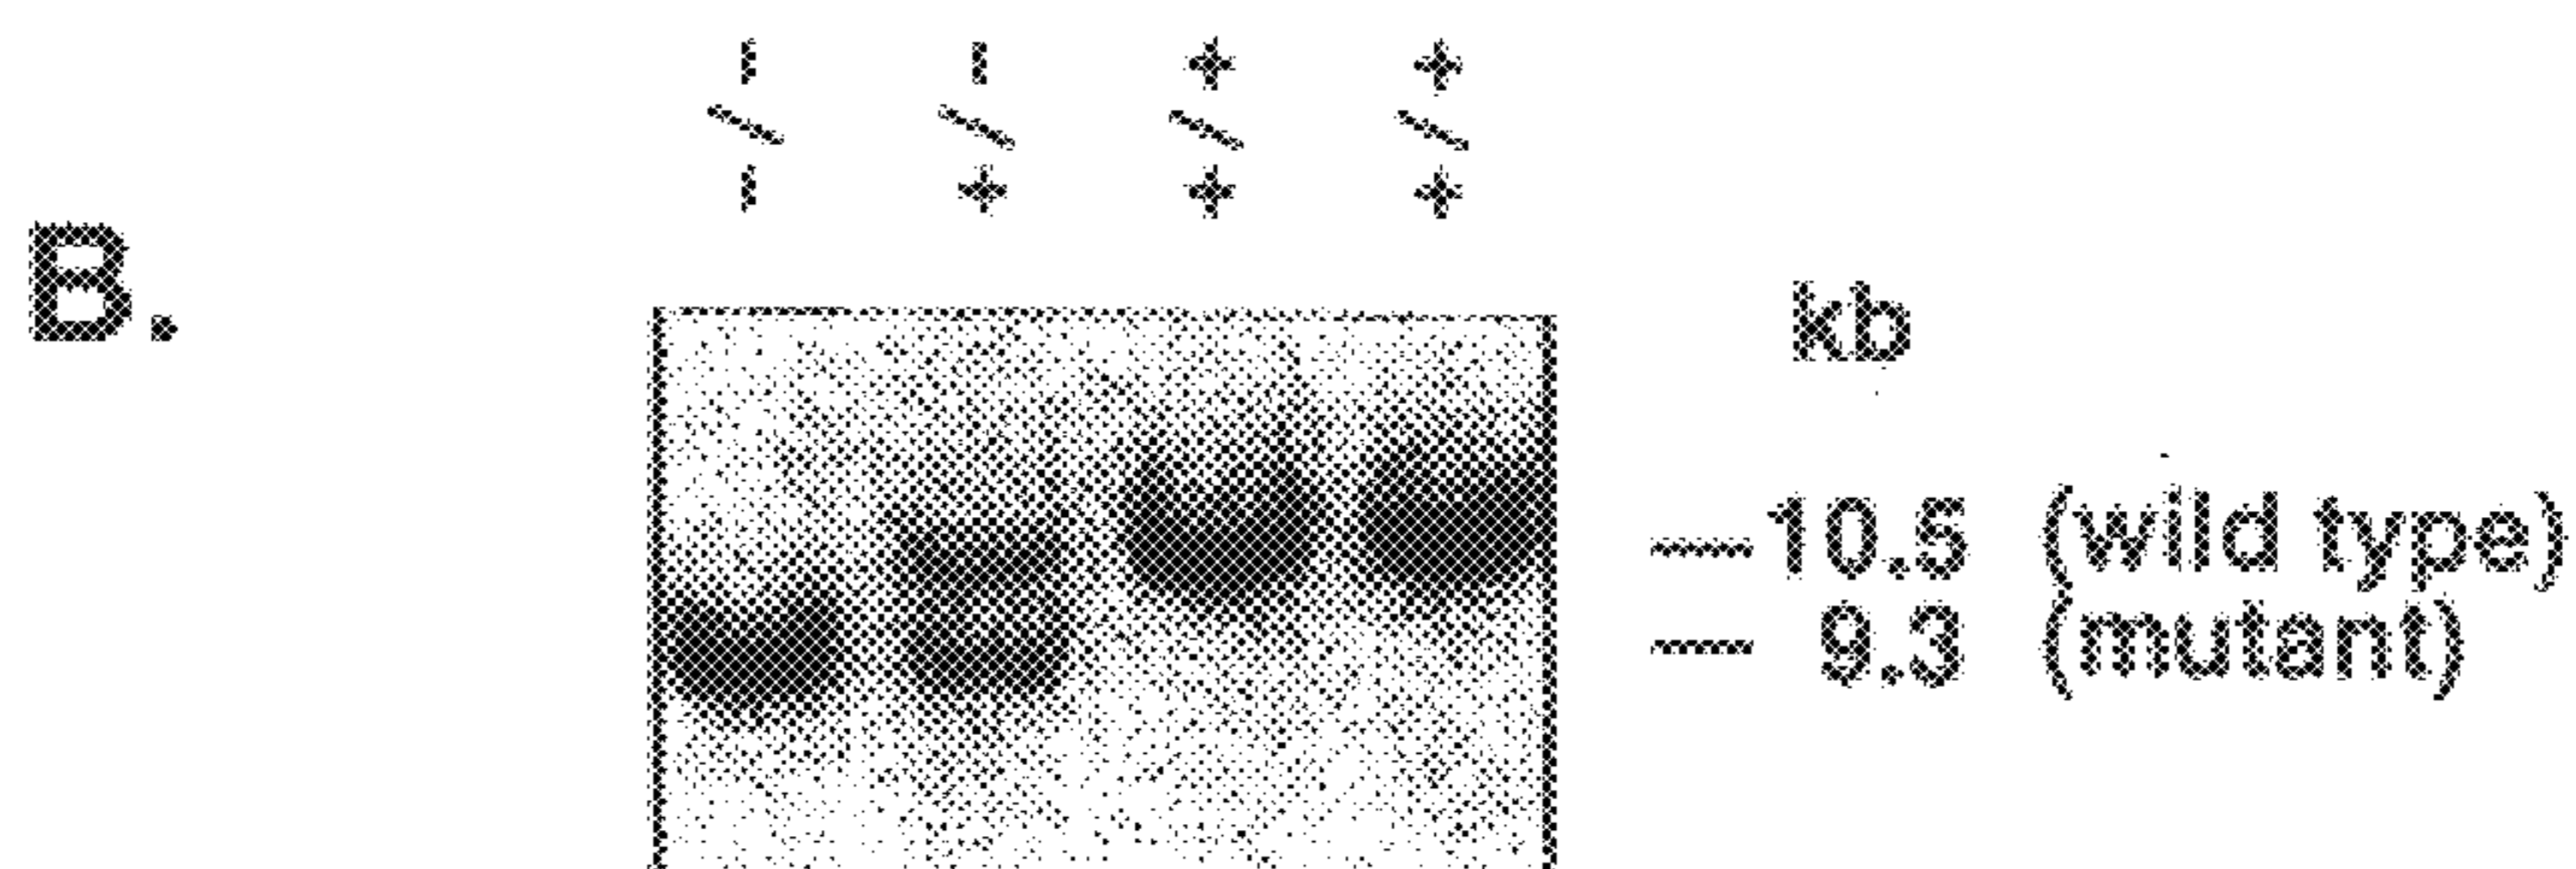 -/-
+/-
+/+
+/+
B.
kb
10.5 (wild type)
9.3 (mutant)